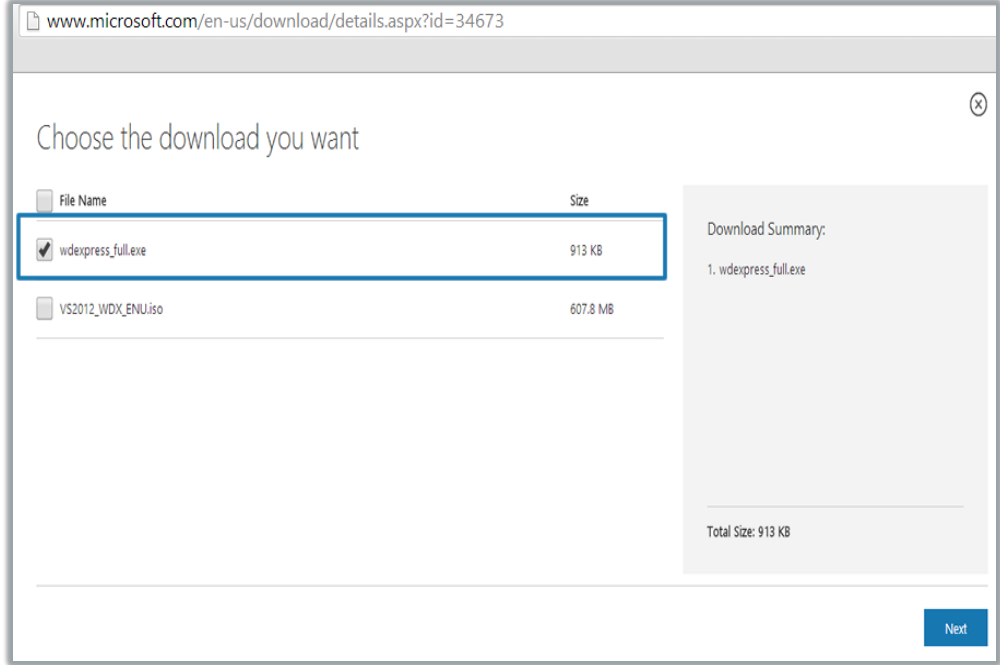 www.microsoft.com/en-us/download/details.aspx?id=34673
Choose the download you want
File Name Size
wdexpress_full.exe 913 KB
VS2012_WDX_ENU.iso 607.8 MB
Download Summary:
1. wdexpress_full.exe
Total Size: 913 KB
Next